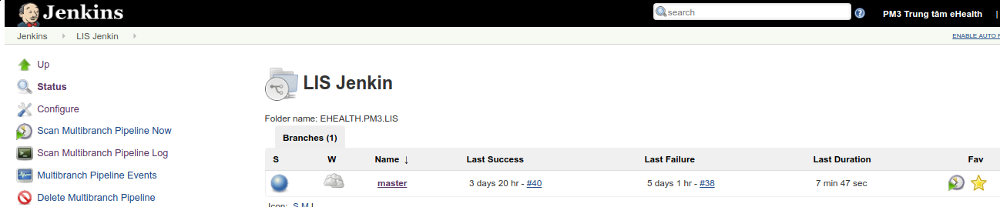 Jenkins
search
PM3 Trung tâm eHealth
Jenkins
LIS Jenkin
Up
Status
Configure
Scan Multibranch Pipeline Now
Scan Multibranch Pipeline Log
Multibranch Pipeline Events
Delete Multibranch Pipeline
ENABLE AUTO
LIS Jenkin
Folder name: EHEALTH.PM3.LIS
Branches (1)
S W Name ↓ Last Success Last Failure Last Duration Fav
master 3 days 20 hr - #40 5 days 1 hr - #38 7 min 47 sec
Icon: S M L